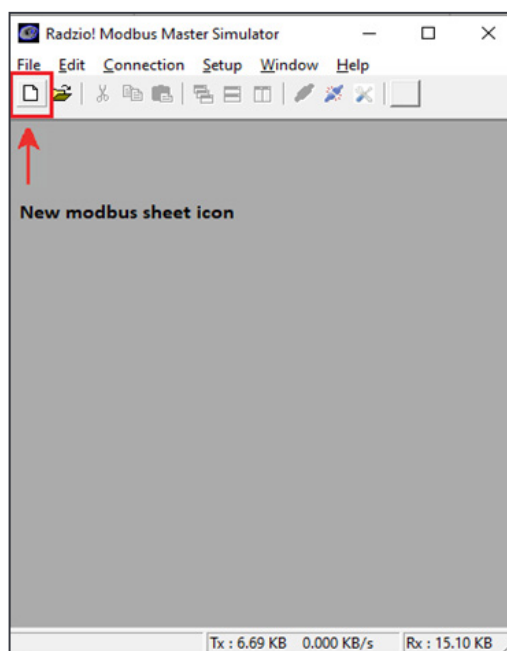 Radzio! Modbus Master Simulator
File Edit Connection Setup Window Help
New modbus sheet icon
Tx : 6.69 KB 0.000 KB/s Rx : 15.10 KB